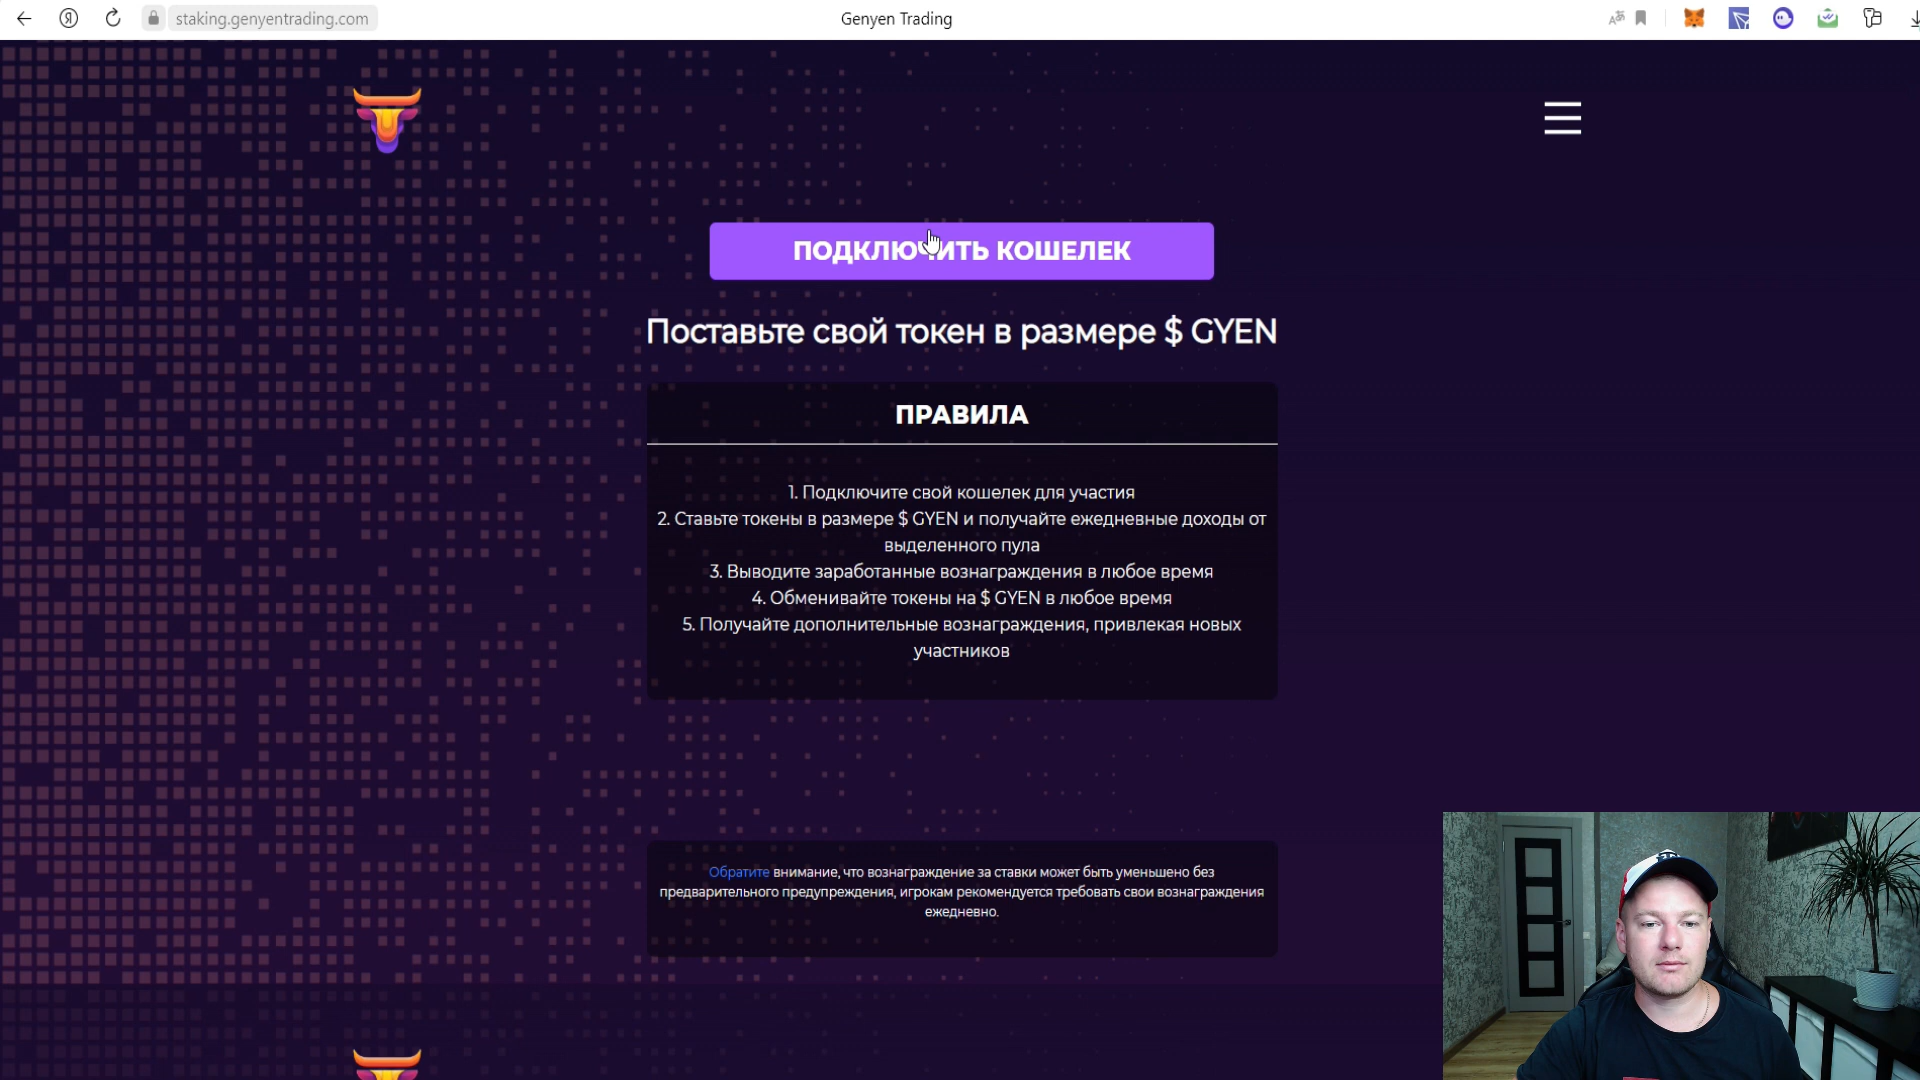 staking.genyentrading.com
Genyen Trading
ПОДКЛЮЧИТЬ КОШЕЛЕК
Поставьте свой токен в размере $ GYEN
ПРАВИЛА
1. Подключите свой кошелек для участия
2. Ставьте токены в размере $ GYEN и получайте ежедневные доходы от
выделенного пула
3. Выводите заработанные вознаграждения в любое время
4. Обменивайте токены на $ GYEN в любое время
5. Получайте дополнительные вознаграждения, привлекая новых
участников
Обратите внимание, что вознаграждение за ставки может быть уменьшено без
предварительного предупреждения, игрокам рекомендуется требовать свои вознаграждения
ежедневно.